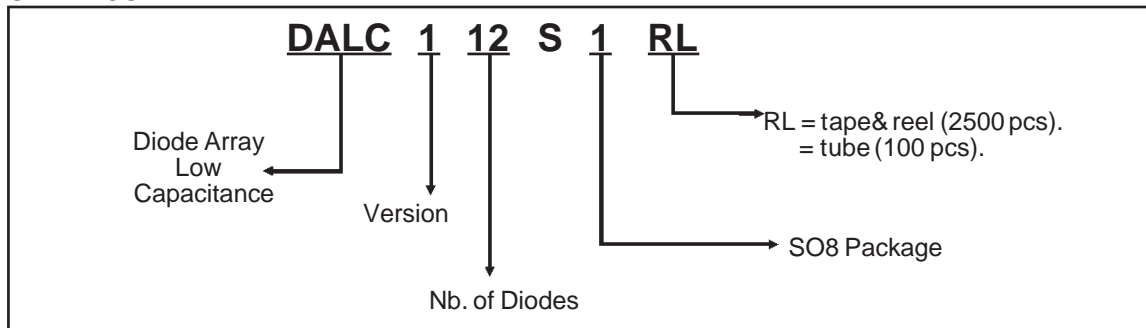 DALC 1 12 S 1 RL
RL = tape& reel (2500 pcs).
= tube (100 pcs).
Diode Array
Low
Capacitance
Version
SO8 Package
Nb. of Diodes